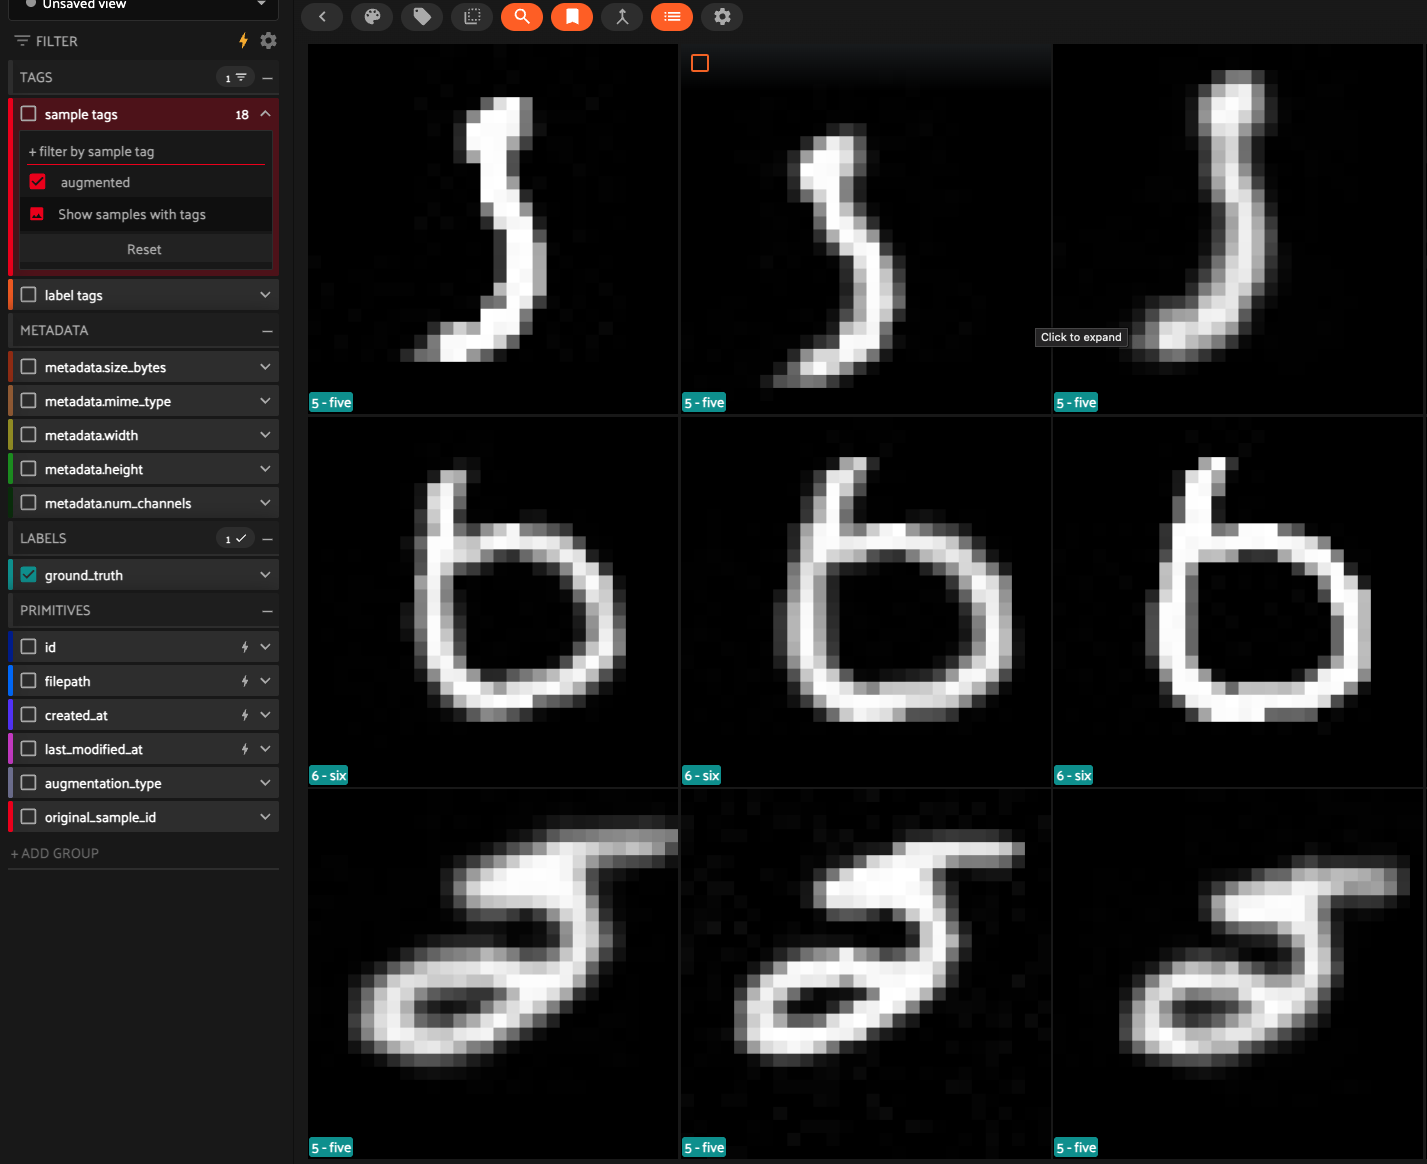 Unsaved view
FILTER
TAGS
1
sample tags
18
+ filter by sample tag
augmented
Show samples with tags
Reset
label tags
METADATA
metadata.size_bytes
metadata.mime_type
metadata.width
metadata.height
metadata.num_channels
LABELS
1
ground_truth
PRIMITIVES
id
filepath
created_at
last_modified_at
augmentation_type
original_sample_id
+ ADD GROUP
Click to expand
5 - five
5 - five
5 - five
6 - six
6 - six
6 - six
5 - five
5 - five
5 - five